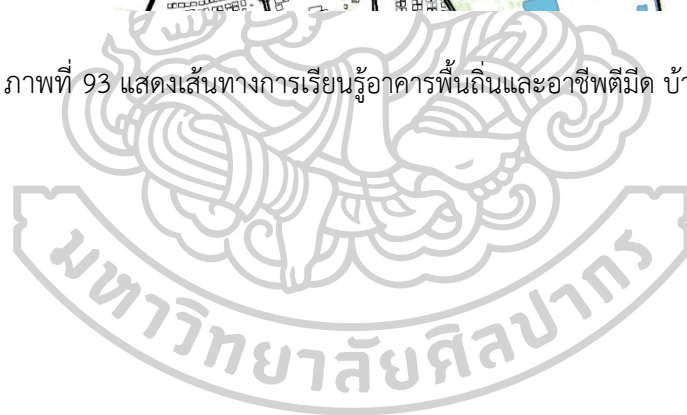 ภาพที่ 93 แสดงเส้นทางการเรียนรู้อาคารพื้นถิ่นและอาชีพตีมีด
มหาวิทยาลัยศิลปากร